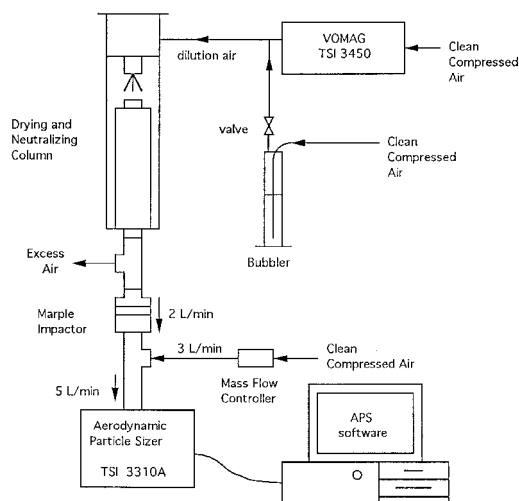 VOMAG
TSI 3450
Clean
Compressed
Air
dilution air
valve
Clean
Compressed
Air
Drying and
Neutralizing
Column
Bubbler
Excess
Air
Marple
Impactor
2 L/min
3 L/min
Clean
Compressed Air
Mass Flow
Controller
5 L/min
Aerodynamic
Particle Sizer
TSI 3310A
APS
software